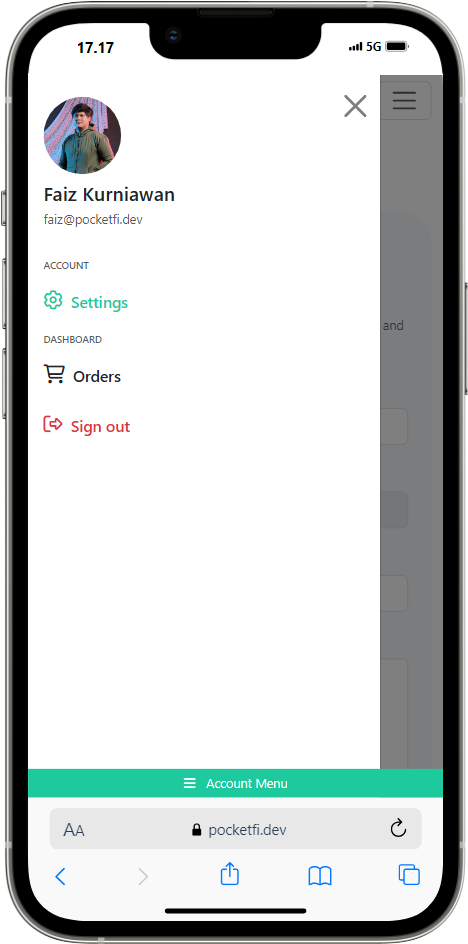 17.17
5G
Faiz Kurniawan
faiz@pocketfi.dev
ACCOUNT
Settings
and
DASHBOARD
Orders
Sign out
Account Menu
AA
pocketfi.dev